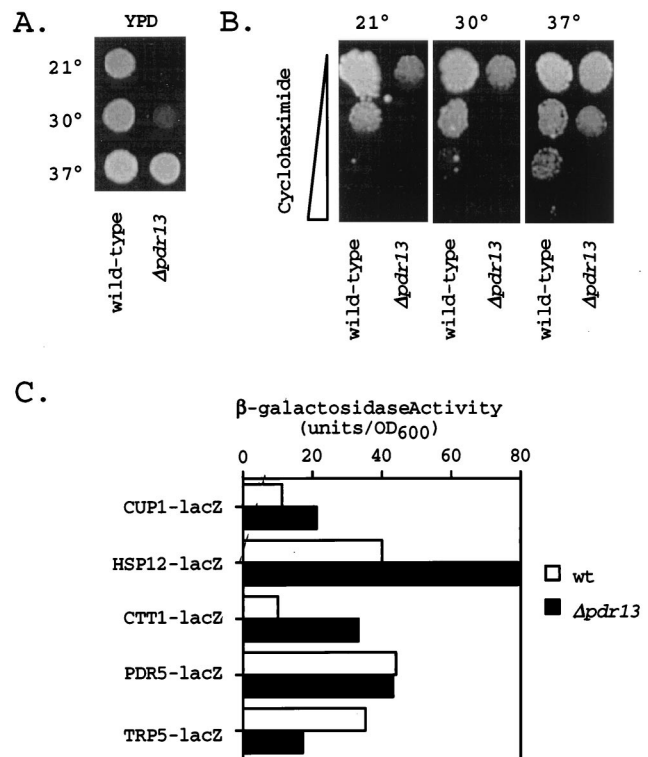 A.
YPD
21°
30°
37°
wild-type
Δpdr13
B.
21° 30° 37°
Cycloheximide
wild-type
Δpdr13
wild-type
Δpdr13
wild-type
Δpdr13
C.
β-galactosidaseActivity
(units/OD600)
0 20 40 60 80
CUP1-lacZ
HSP12-lacZ
CTT1-lacZ
PDR5-lacZ
TRP5-lacZ
wt
Δpdr13